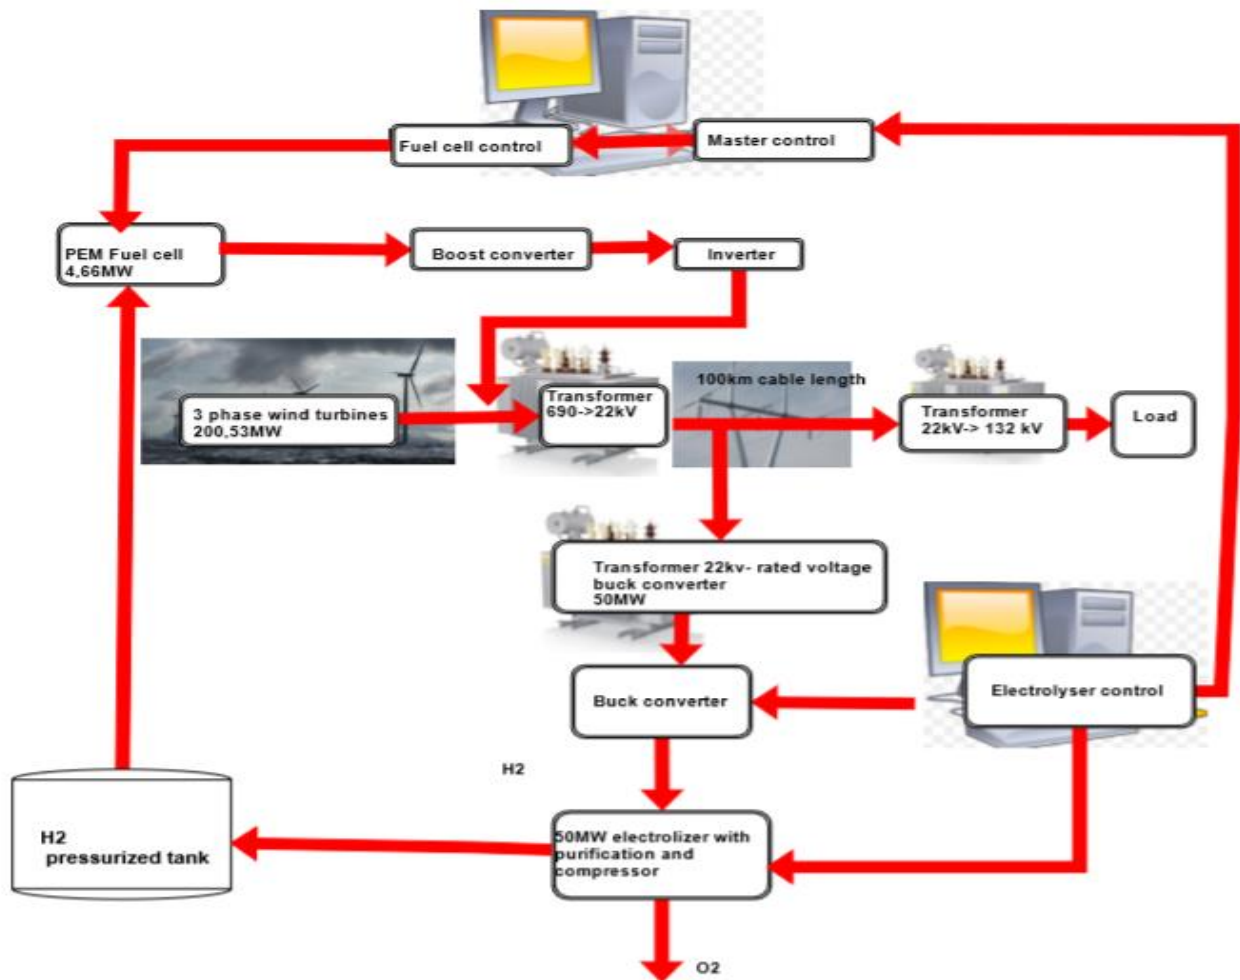 Fuel cell control
Master control
PEM Fuel cell
4,66MW
Boost converter
Inverter
100km cable length
3 phase wind turbines
200,53MW
Transformer
690->22kV
Transformer
22kV-> 132 kV
Load
Transformer 22kv- rated voltage
buck converter
50MW
Buck converter
Electrolyser control
H2
H2
pressurized tank
50MW electrolizer with
purification and
compressor
O2